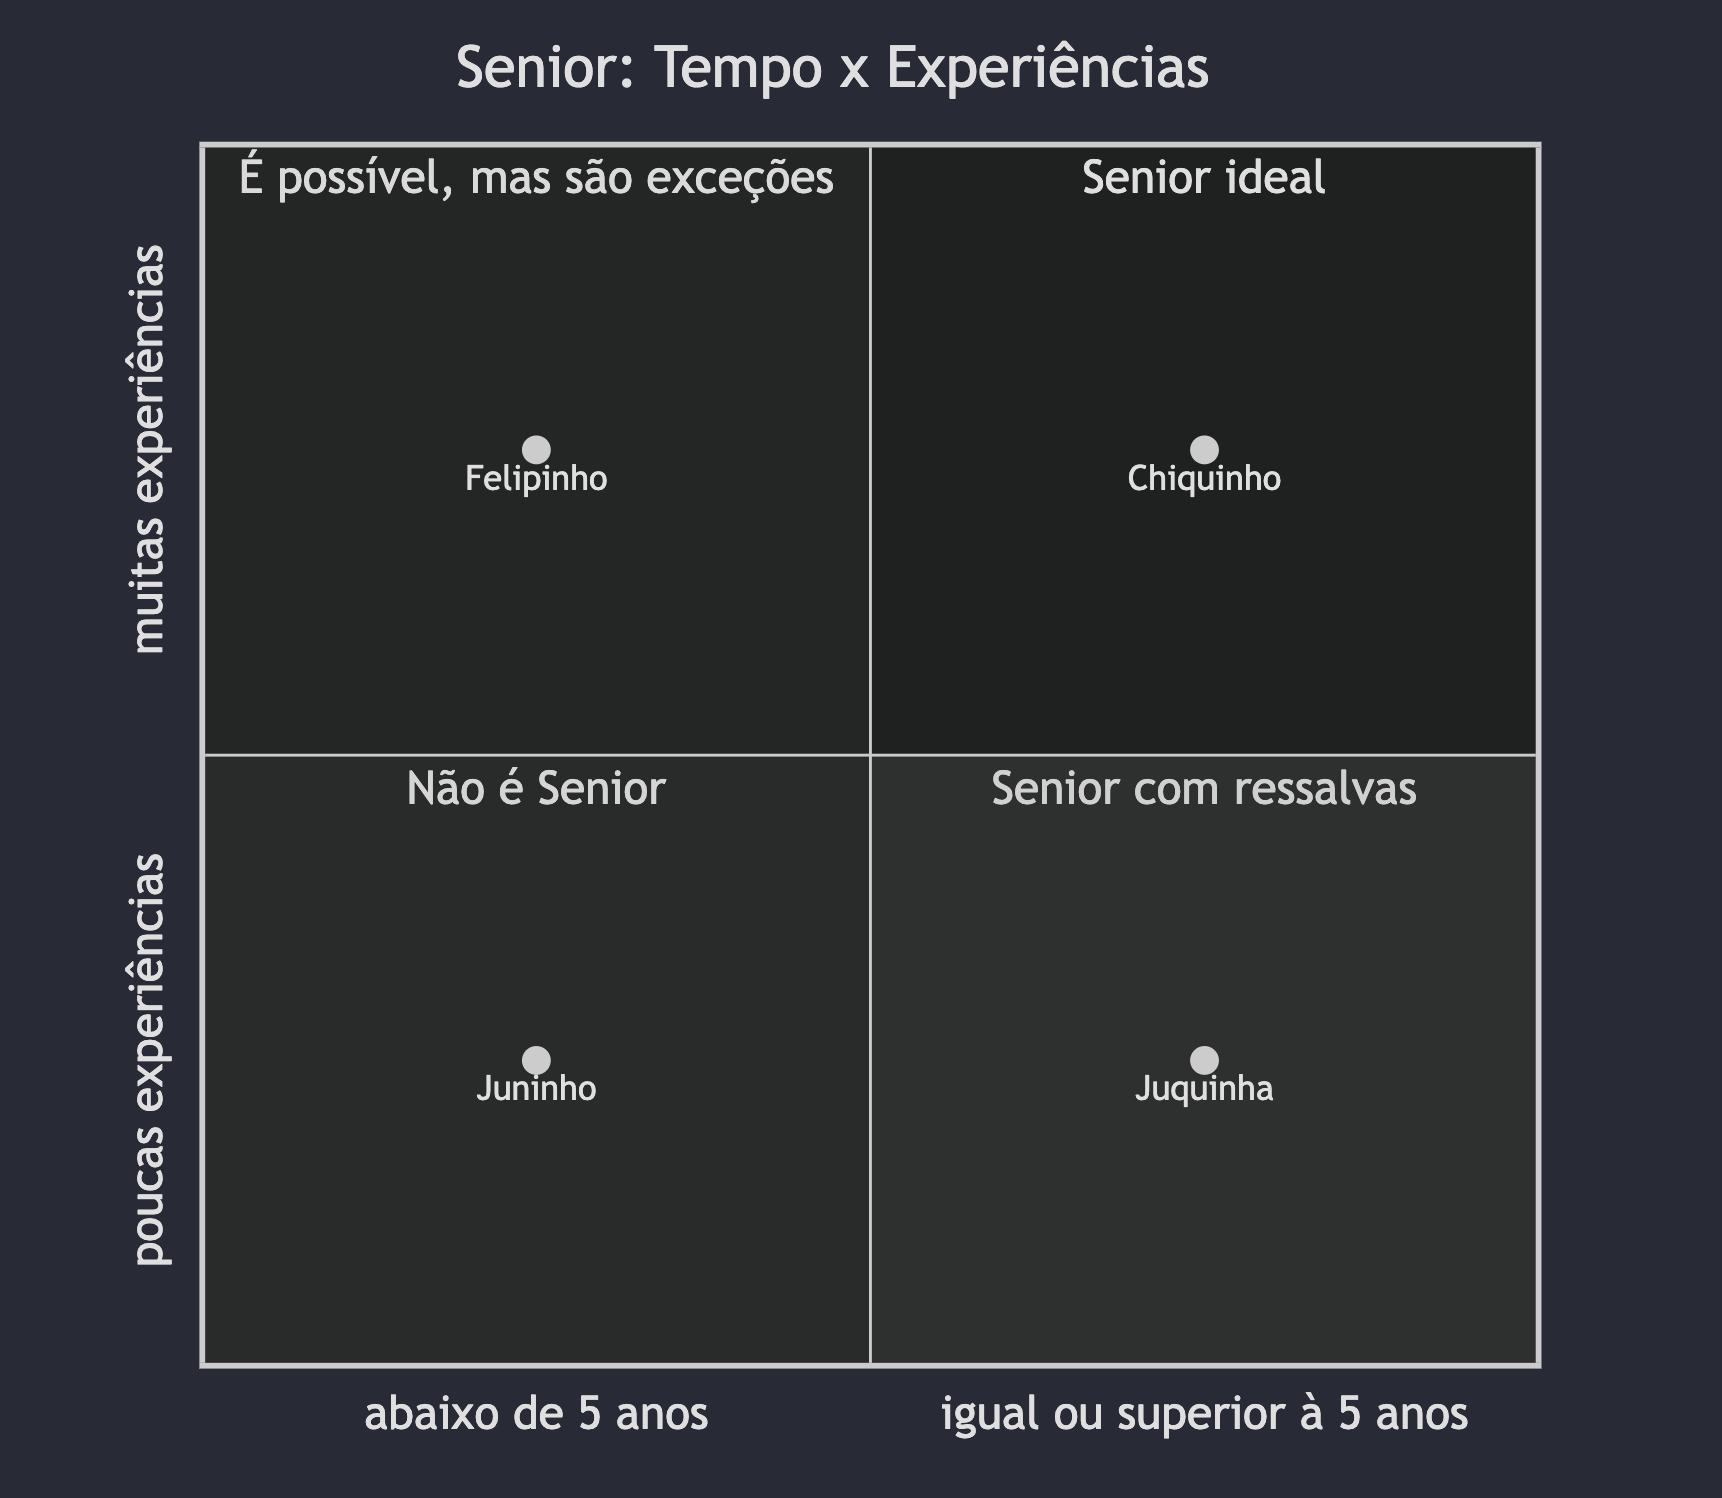 Senior: Tempo x Experiências
É possível, mas são exceções
Senior ideal
muitas experiências
Felipinho
Chiquinho
Não é Senior
Senior com ressalvas
poucas experiências
Juninho
Juquinha
abaixo de 5 anos
igual ou superior à 5 anos